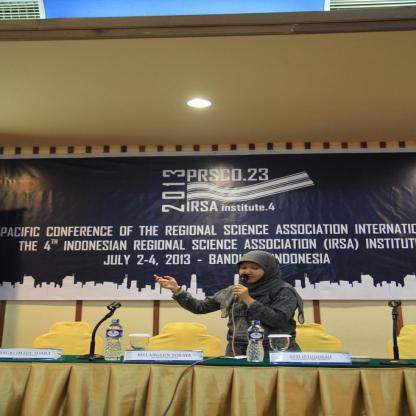 2013 PRSCO.23
IRSA institute.4
PACIFIC CONFERENCE OF THE REGIONAL SCIENCE ASSOCIATION INTERNATI
THE 4TH INDONESIAN REGIONAL SCIENCE ASSOCIATION (IRSA) INSTITUT
JULY 2-4, 2013 - BAND INDONESIA